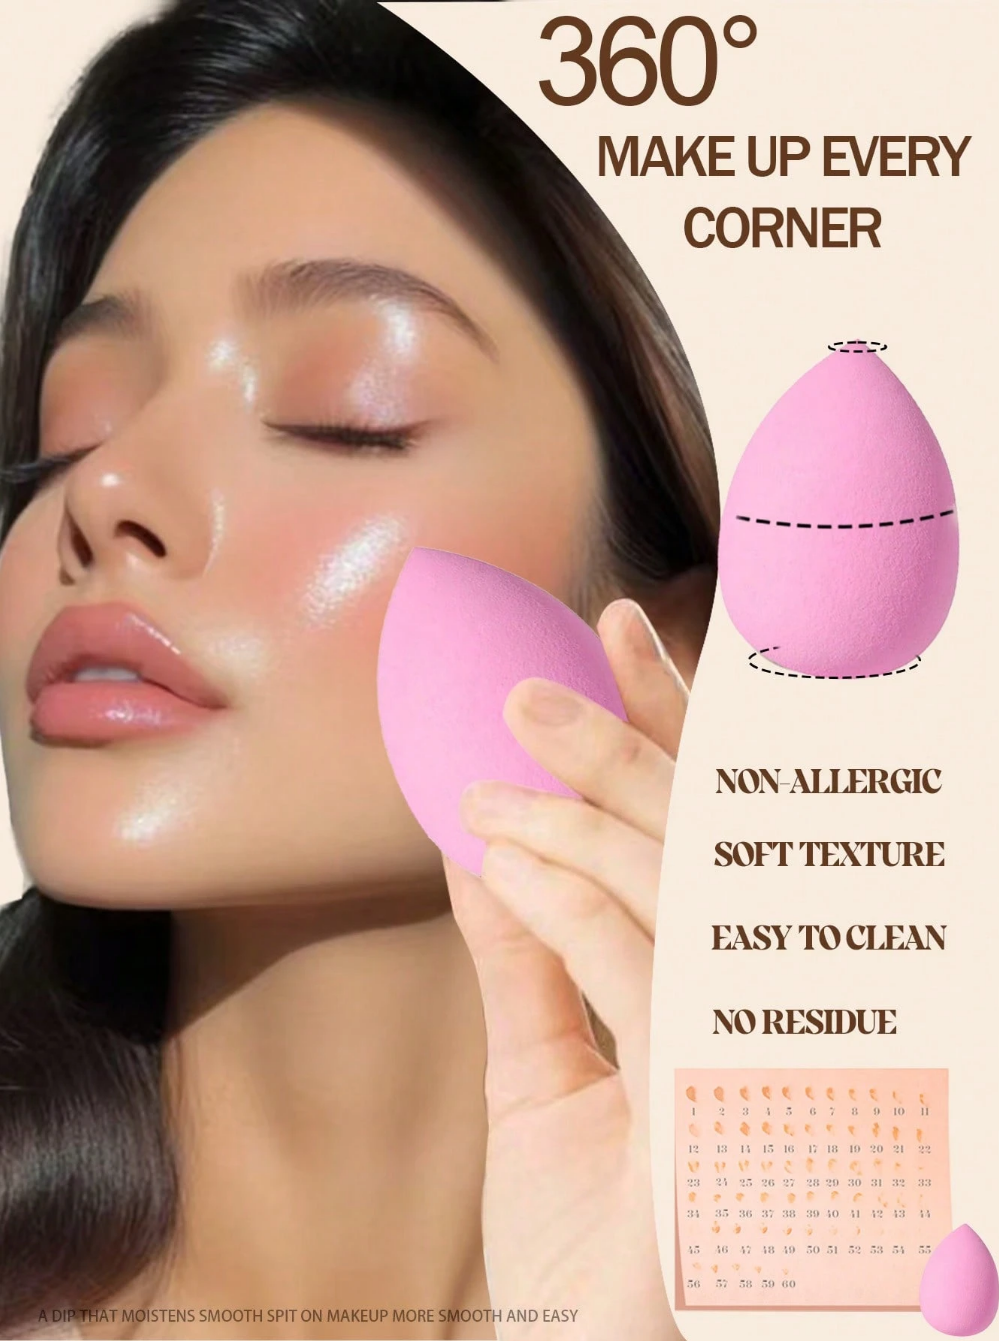 360°
MAKE UP EVERY
CORNER
NON-ALLERGIC
SOFT TEXTURE
EASY TO CLEAN
NO RESIDUE
1 2 3 4 5 6 7 8 9 10 11
12 13 14 15 16 17 18 19 20 21 22
23 24 25 26 27 28 29 30 31 32 33
34 35 36 37 38 39 40 41 42 43 44
45 46 47 48 49 50 51 52 53 54 55
56 57 58 59 60
A DIP THAT MOISTENS SMOOTH SPIT ON MAKEUP MORE SMOOTH AND EASY